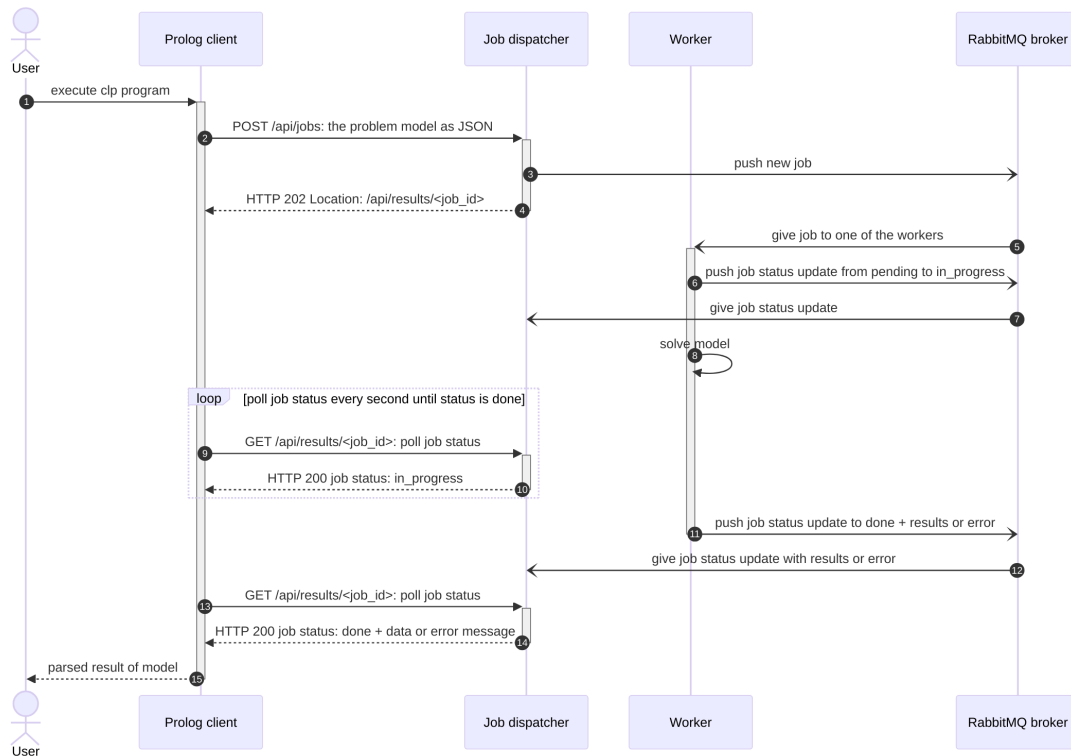 User
Prolog client
Job dispatcher
Worker
RabbitMQ broker
1 execute clp program
2 POST /api/jobs: the problem model as JSON
3 push new job
HTTP 202 Location: /api/results/<job_id> 4
give job to one of the workers 5
6 push job status update from pending to in_progress
give job status update 7
solve model
8
loop [poll job status every second until status is done]
9 GET /api/results/<job_id>: poll job status
HTTP 200 job status: in_progress 10
11 push job status update to done + results or error
give job status update with results or error 12
13 GET /api/results/<job_id>: poll job status
HTTP 200 job status: done + data or error message 14
parsed result of model 15
User
Prolog client
Job dispatcher
Worker
RabbitMQ broker